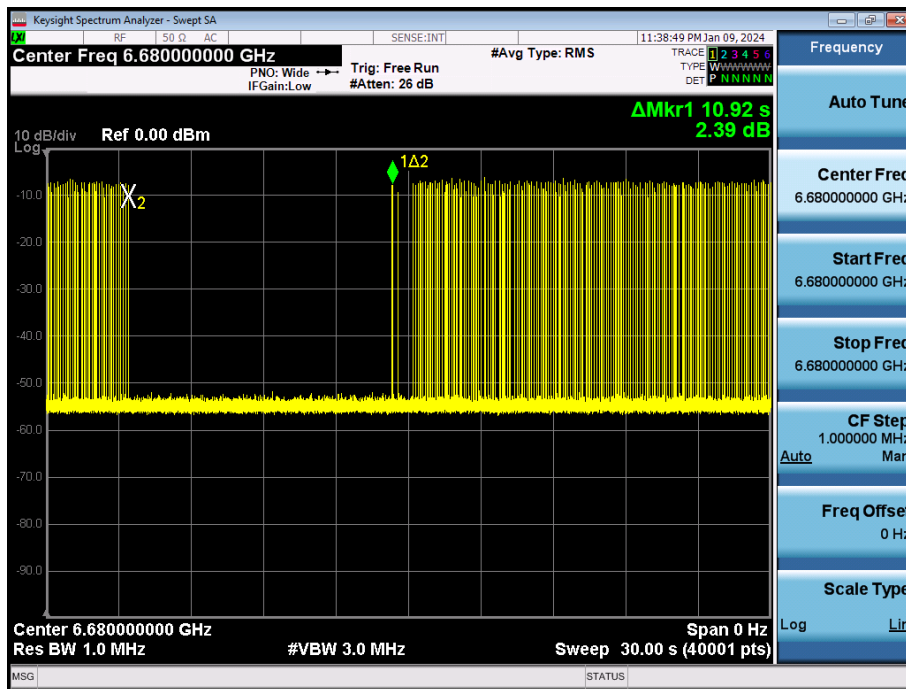 Keysight Spectrum Analyzer - Swept SA
LXI
RF
50 Ω
AC
SENSE:INT
11:38:49 PM Jan 09, 2024
Center Freq 6.680000000 GHz
PNO: Wide
IFGain:Low
Trig: Free Run
#Atten: 26 dB
#Avg Type: RMS
TRACE 1 2 3 4 5 6
TYPE WWWWWW
DET P N N N N N
ΔMkr1 10.92 s
2.39 dB
10 dB/div
Log
Ref 0.00 dBm
1Δ2
2
-10.0
-20.0
-30.0
-40.0
-50.0
-60.0
-70.0
-80.0
-90.0
Center 6.680000000 GHz
Span 0 Hz
Res BW 1.0 MHz
#VBW 3.0 MHz
Sweep 30.00 s (40001 pts)
MSG
STATUS
Frequency
Auto Tune
Center Freq
6.680000000 GHz
Start Freq
6.680000000 GHz
Stop Freq
6.680000000 GHz
CF Step
1.000000 MHz
Auto
Man
Freq Offset
0 Hz
Scale Type
Log
Lin